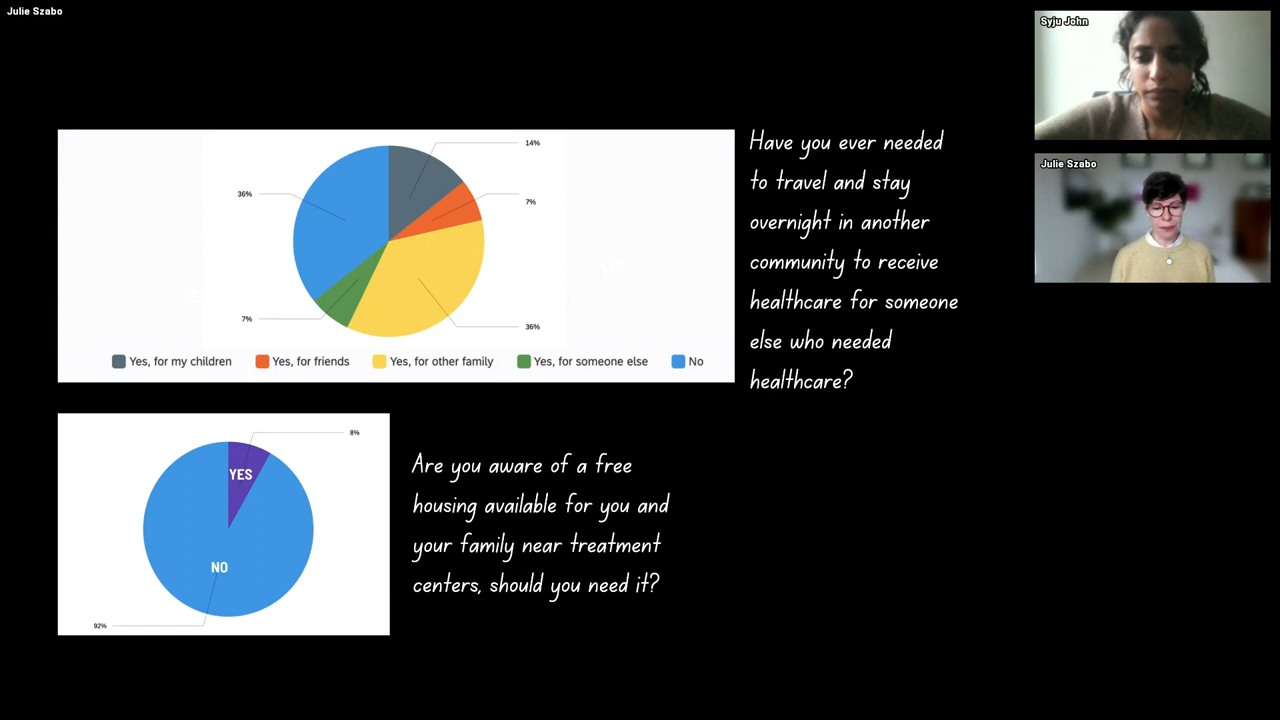 Julie Szabo
Syju John
Julie Szabo
14%
36%
7%
7%
36%
Yes, for my children Yes, for friends Yes, for other family Yes, for someone else No
Have you ever needed
to travel and stay
overnight in another
community to receive
healthcare for someone
else who needed
healthcare?
8%
YES
NO
92%
Are you aware of a free
housing available for you and
your family near treatment
centers, should you need it?